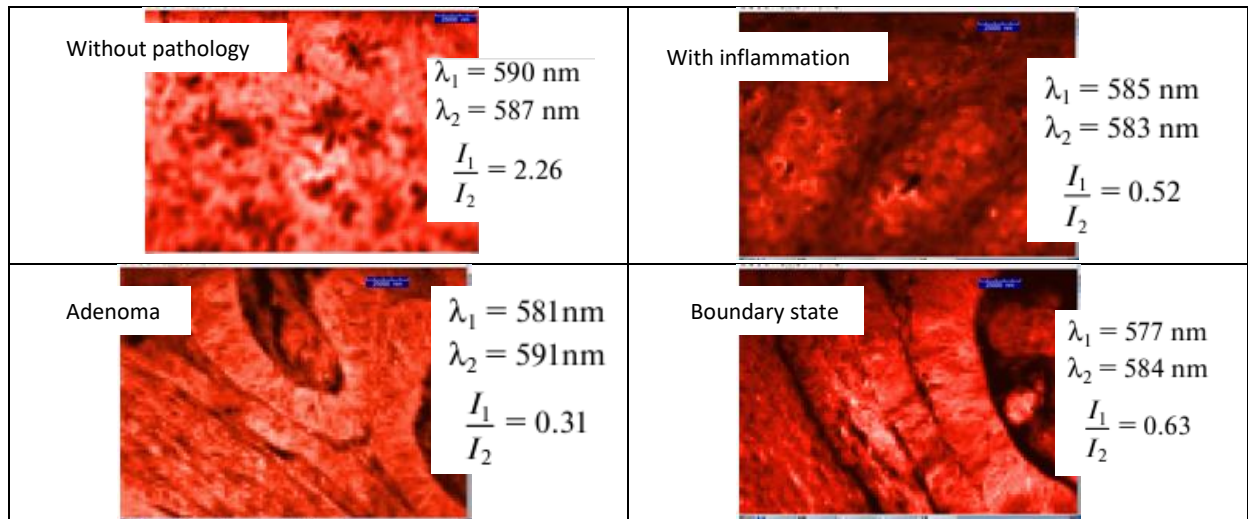 Without pathology
λ₁ = 590 nm
λ₂ = 587 nm
I₁/I₂ = 2.26
With inflammation
λ₁ = 585 nm
λ₂ = 583 nm
I₁/I₂ = 0.52
Adenoma
λ₁ = 581nm
λ₂ = 591nm
I₁/I₂ = 0.31
Boundary state
λ₁ = 577 nm
λ₂ = 584 nm
I₁/I₂ = 0.63